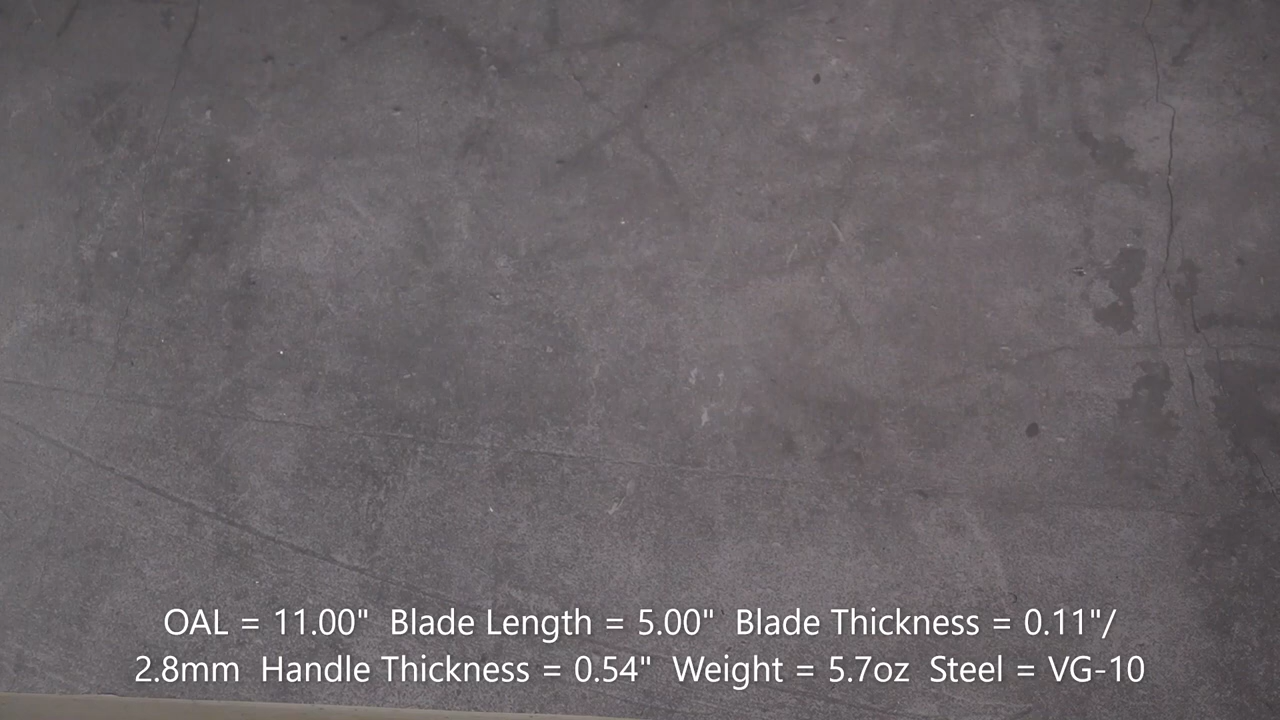 OAL = 11.00"  Blade Length = 5.00"  Blade Thickness = 0.11"/
2.8mm  Handle Thickness = 0.54"  Weight = 5.7oz  Steel = VG-10